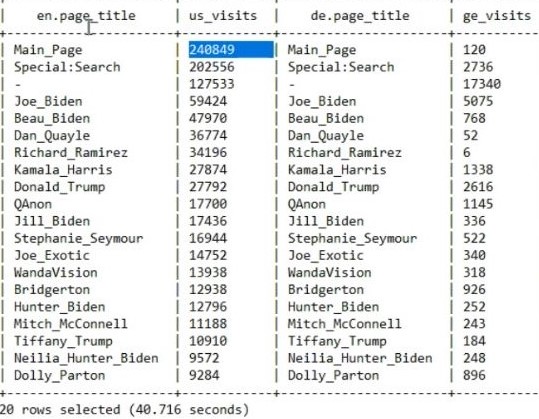 en.page_title | us_visits | de.page_title | ge_visits
| Main_Page | 240849 | Main_Page | 120
| Special:Search | 202556 | Special:Search | 2736
| - | 127533 | - | 17340
| Joe_Biden | 59424 | Joe_Biden | 5075
| Beau_Biden | 47970 | Beau_Biden | 768
| Dan_Quayle | 36774 | Dan_Quayle | 52
| Richard_Ramirez | 34196 | Richard_Ramirez | 6
| Kamala_Harris | 27874 | Kamala_Harris | 1338
| Donald_Trump | 27792 | Donald_Trump | 2616
| QAnon | 17700 | QAnon | 1145
| Jill_Biden | 17436 | Jill_Biden | 336
| Stephanie_Seymour | 16944 | Stephanie_Seymour | 522
| Joe_Exotic | 14752 | Joe_Exotic | 340
| WandaVision | 13938 | WandaVision | 318
| Bridgerton | 12938 | Bridgerton | 926
| Hunter_Biden | 12796 | Hunter_Biden | 252
| Mitch_McConnell | 11188 | Mitch_McConnell | 243
| Tiffany_Trump | 10910 | Tiffany_Trump | 184
| Neilia_Hunter_Biden | 9572 | Neilia_Hunter_Biden | 248
| Dolly_Parton | 9284 | Dolly_Parton | 896
20 rows selected (40.716 seconds)